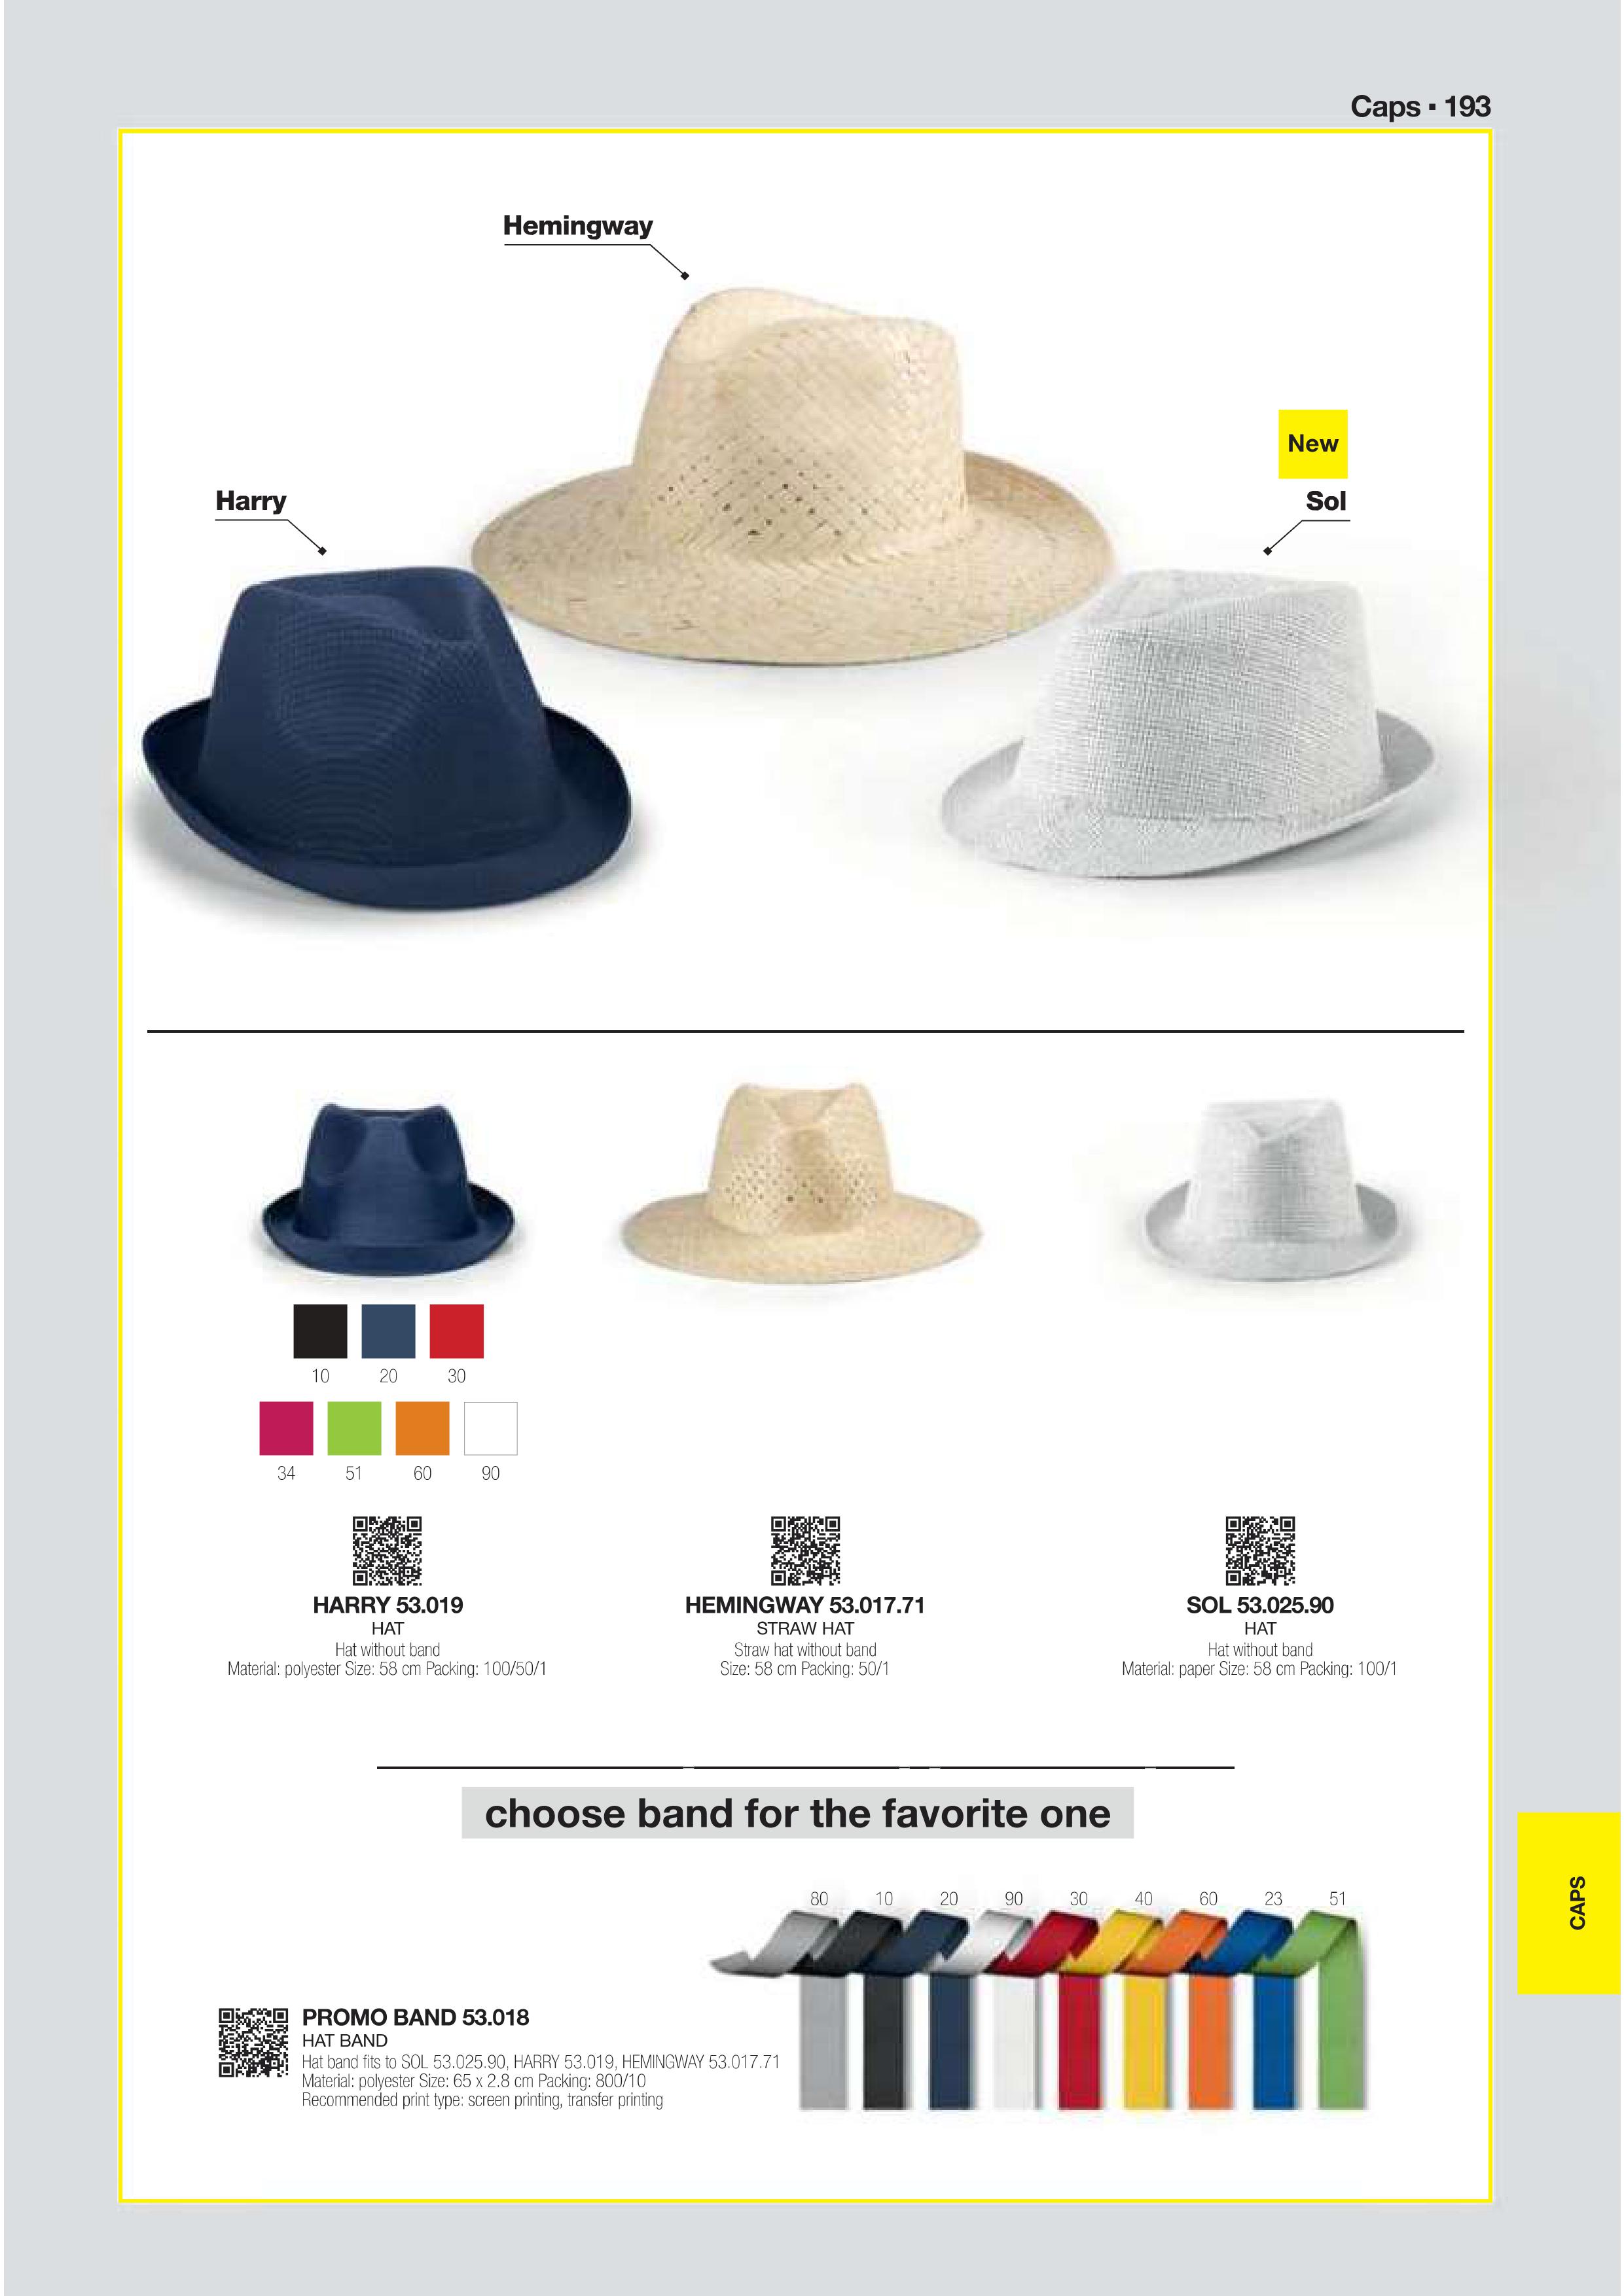 Caps ▪ 193
Hemingway
New
Harry
Sol
10 20 30
34 51 60 90
HARRY 53.019
HAT
Hat without band
Material: polyester Size: 58 cm Packing: 100/50/1
HEMINGWAY 53.017.71
STRAW HAT
Straw hat without band
Size: 58 cm Packing: 50/1
SOL 53.025.90
HAT
Hat without band
Material: paper Size: 58 cm Packing: 100/1
choose band for the favorite one
80 10 20 90 30 40 60 23 51
CAPS
PROMO BAND 53.018
HAT BAND
Hat band fits to SOL 53.025.90, HARRY 53.019, HEMINGWAY 53.017.71
Material: polyester Size: 65 x 2.8 cm Packing: 800/10
Recommended print type: screen printing, transfer printing